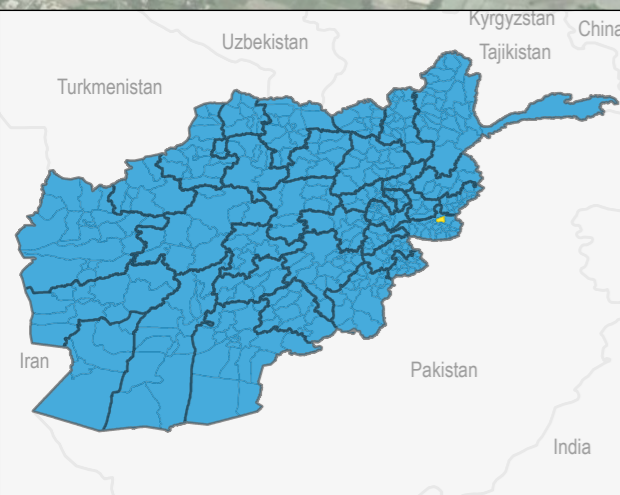 Kyrgyzstan
China
Uzbekistan
Tajikistan
Turkmenistan
Iran
Pakistan
India